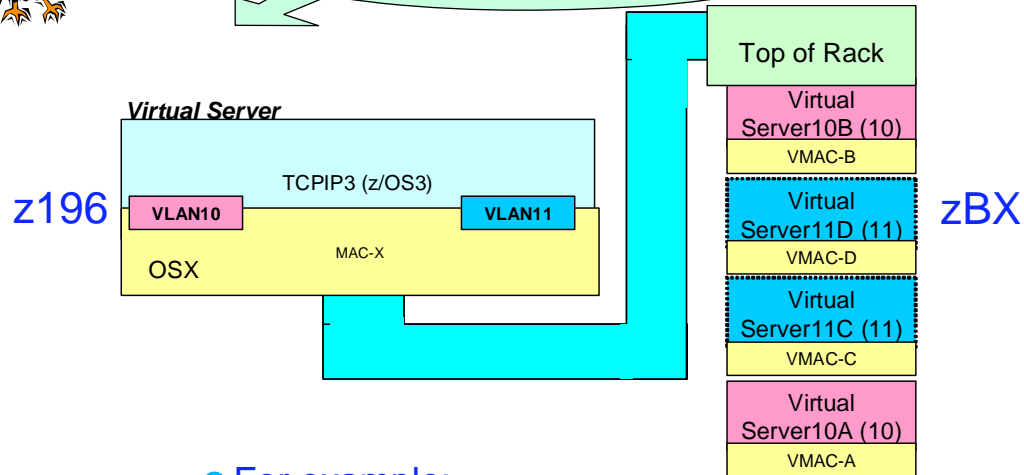 Top of Rack
Virtual Server
Virtual
Server10B (10)
VMAC-B
TCPIP3 (z/OS3)
z196
VLAN10
VLAN11
Virtual
Server11D (11)
zBX
MAC-X
OSX
VMAC-D
Virtual
Server11C (11)
VMAC-C
Virtual
Server10A (10)
VMAC-A
For example: